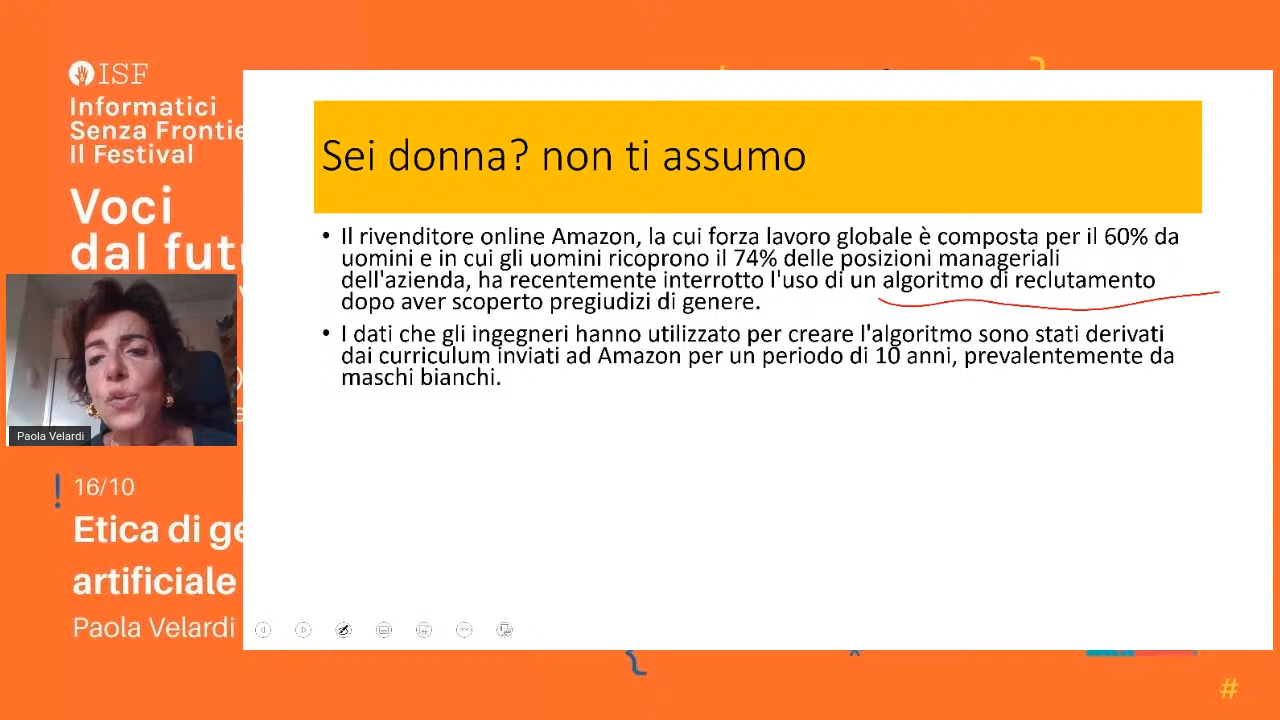 ISF
Informatici
Senza Frontie
Il Festival
Voci
dal futu
Paola Velardi
16/10
Etica di ge
artificiale
Paola Velardi
Sei donna? non ti assumo
• Il rivenditore online Amazon, la cui forza lavoro globale è composta per il 60% da
uomini e in cui gli uomini ricoprono il 74% delle posizioni manageriali
dell'azienda, ha recentemente interrotto l'uso di un algoritmo di reclutamento
dopo aver scoperto pregiudizi di genere.
• I dati che gli ingegneri hanno utilizzato per creare l'algoritmo sono stati derivati
dai curriculum inviati ad Amazon per un periodo di 10 anni, prevalentemente da
maschi bianchi.
#